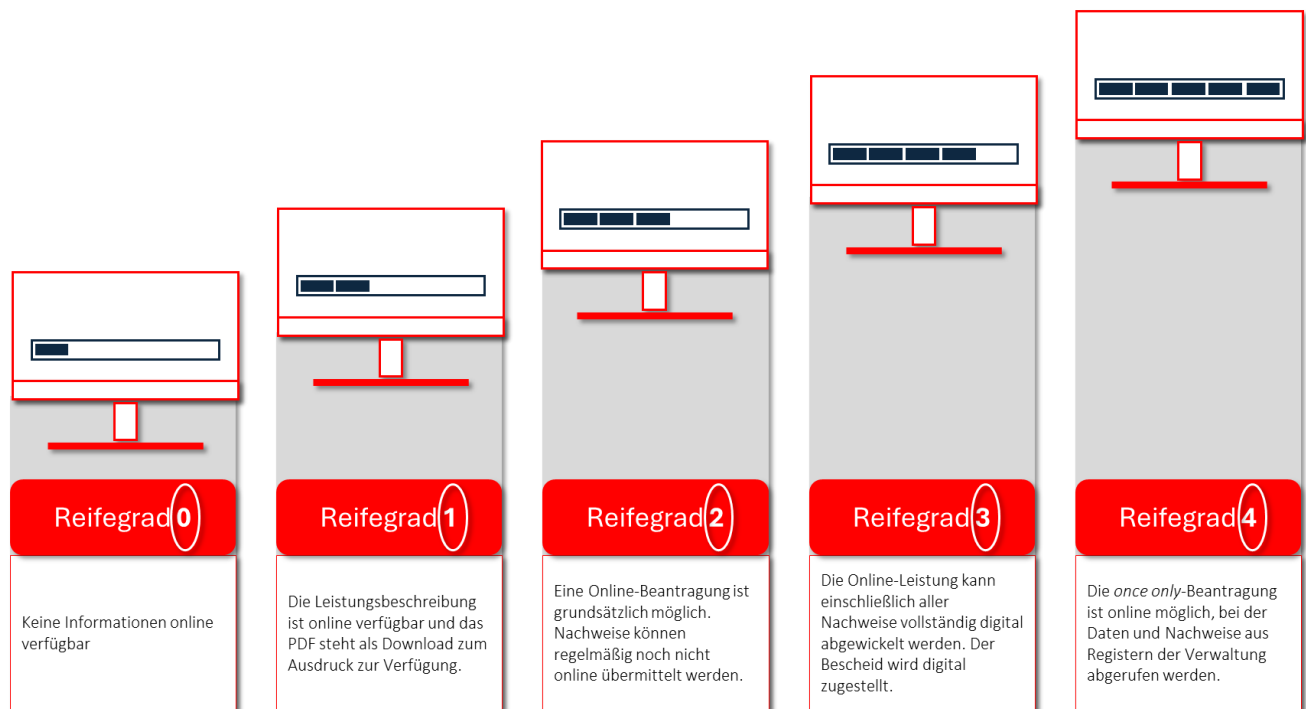 Reifegrad 0
Keine Informationen online
verfügbar
Reifegrad 1
Die Leistungsbeschreibung
ist online verfügbar und das
PDF steht als Download zum
Ausdruck zur Verfügung.
Reifegrad 2
Eine Online-Beantragung ist
grundsätzlich möglich.
Nachweise können
regelmäßig noch nicht
online übermittelt werden.
Reifegrad 3
Die Online-Leistung kann
einschließlich aller
Nachweise vollständig digital
abgewickelt werden. Der
Bescheid wird digital
zugestellt.
Reifegrad 4
Die once only-Beantragung
ist online möglich, bei der
Daten und Nachweise aus
Registern der Verwaltung
abgerufen werden.